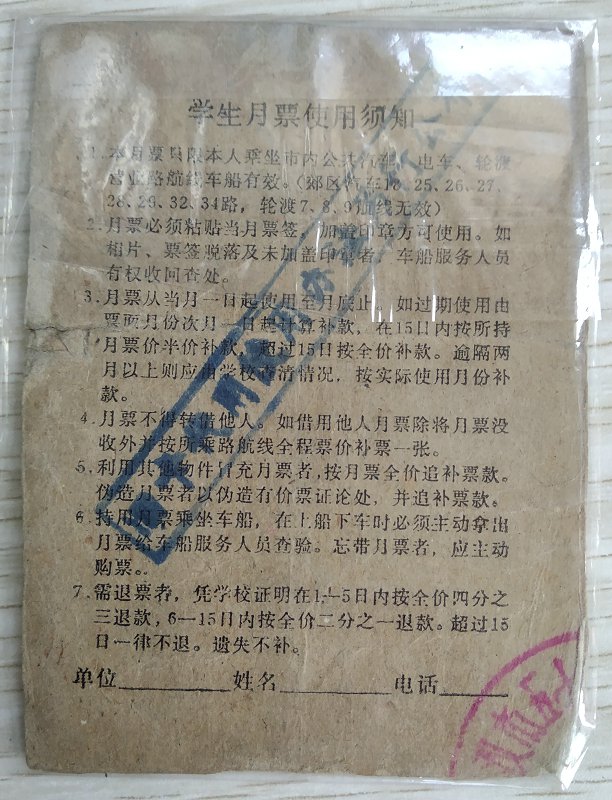 学生月票使用须知
1.本月票只限本人乘坐市内公共汽车、电车、轮渡
营业路航线车船有效。(郊区汽车18、25、26、27、
28、29、32、34路，轮渡7、8、9航线无效)
2.月票必须粘贴当月票签，加盖印章方可使用。如
相片、票签脱落及未加盖印章者，车船服务人员
有权收回查处。
3.月票从当月一日起使用至月底止。如过期使用由
票面月份次月一日起计算补款，在15日内按所持
月票价半价补款，超过15日按全价补款。逾隔两
月以上则应由学校查清情况，按实际使用月份补
款。
4.月票不得转借他人。如借用他人月票除将月票没
收外并按所乘路航线全程票价补票一张。
5.利用其他物件冒充月票者，按月票全价追补票款。
伪造月票者以伪造有价票证论处，并追补票款。
6.持用月票乘坐车船，在上船下车时必须主动拿出
月票给车船服务人员查验。忘带月票者，应主动
购票。
7.需退票者，凭学校证明在1—5日内按全价四分之
三退款，6—15日内按全价二分之一退款。超过15
日一律不退。遗失不补。
单位 姓名 电话